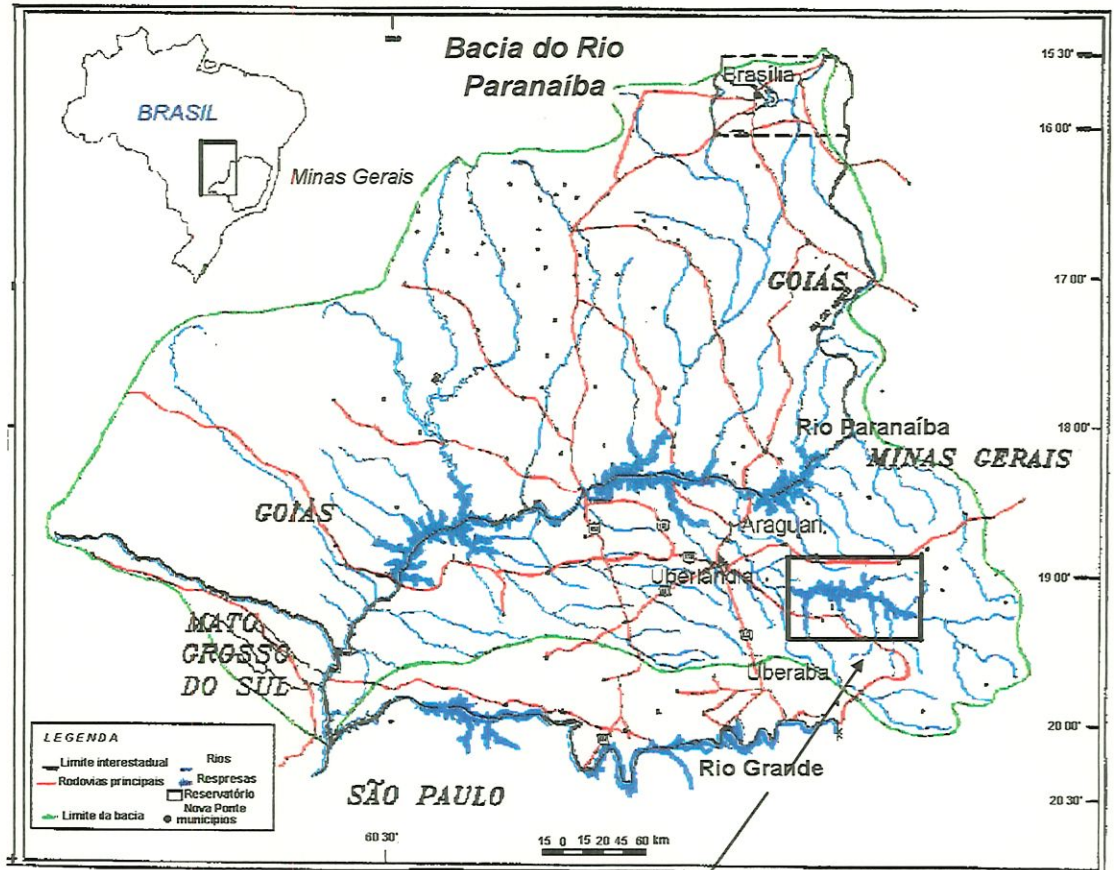 Bacia do Rio
Paranaíba
BRASIL
Minas Gerais
Brasília
15 30'
16 00'
GOIÁS
17 00'
Rio Paranaíba
18 00'
MINAS GERAIS
GOIÁS
Araguari
Uberlândia
19 00'
MATO
GROSSO
DO SUL
Uberaba
20 00'
Rio Grande
SÃO PAULO
20 30'
LEGENDA
Limite interestadual
Rios
Rodovias principais
Respresas
Reservatório
Nova Ponte
Limite da bacia
municípios
60 30'
15 0 15 20 45 60 km